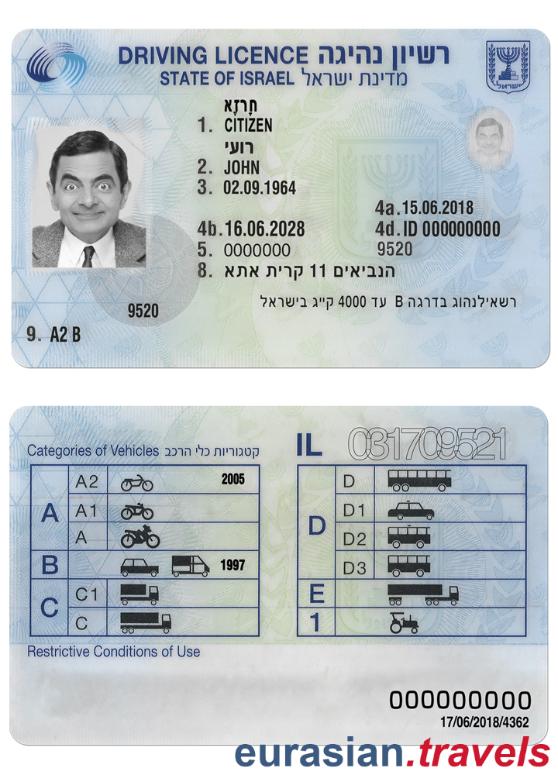 DRIVING LICENCE רשיון נהיגה
STATE OF ISRAEL מדינת ישראל
ישראל
חָרָזָא
1. CITIZEN
רועי
2. JOHN
3. 02.09.1964
4a.15.06.2018
4b.16.06.2028
4d.ID 000000000
5. 0000000
9520
8. הנביאים 11 קרית אתא
רשאילנהוג בדרגה B עד 4000 קייג בישראל
9520
9. A2 B
Categories of Vehicles קטגוריות כלי הרכב
IL 031709521
A
A2 2005
A1
A
B 1997
C
C1
C
D
D
D1
D2
D3
E
1
Restrictive Conditions of Use
000000000
17/06/2018/4362
eurasian.travels